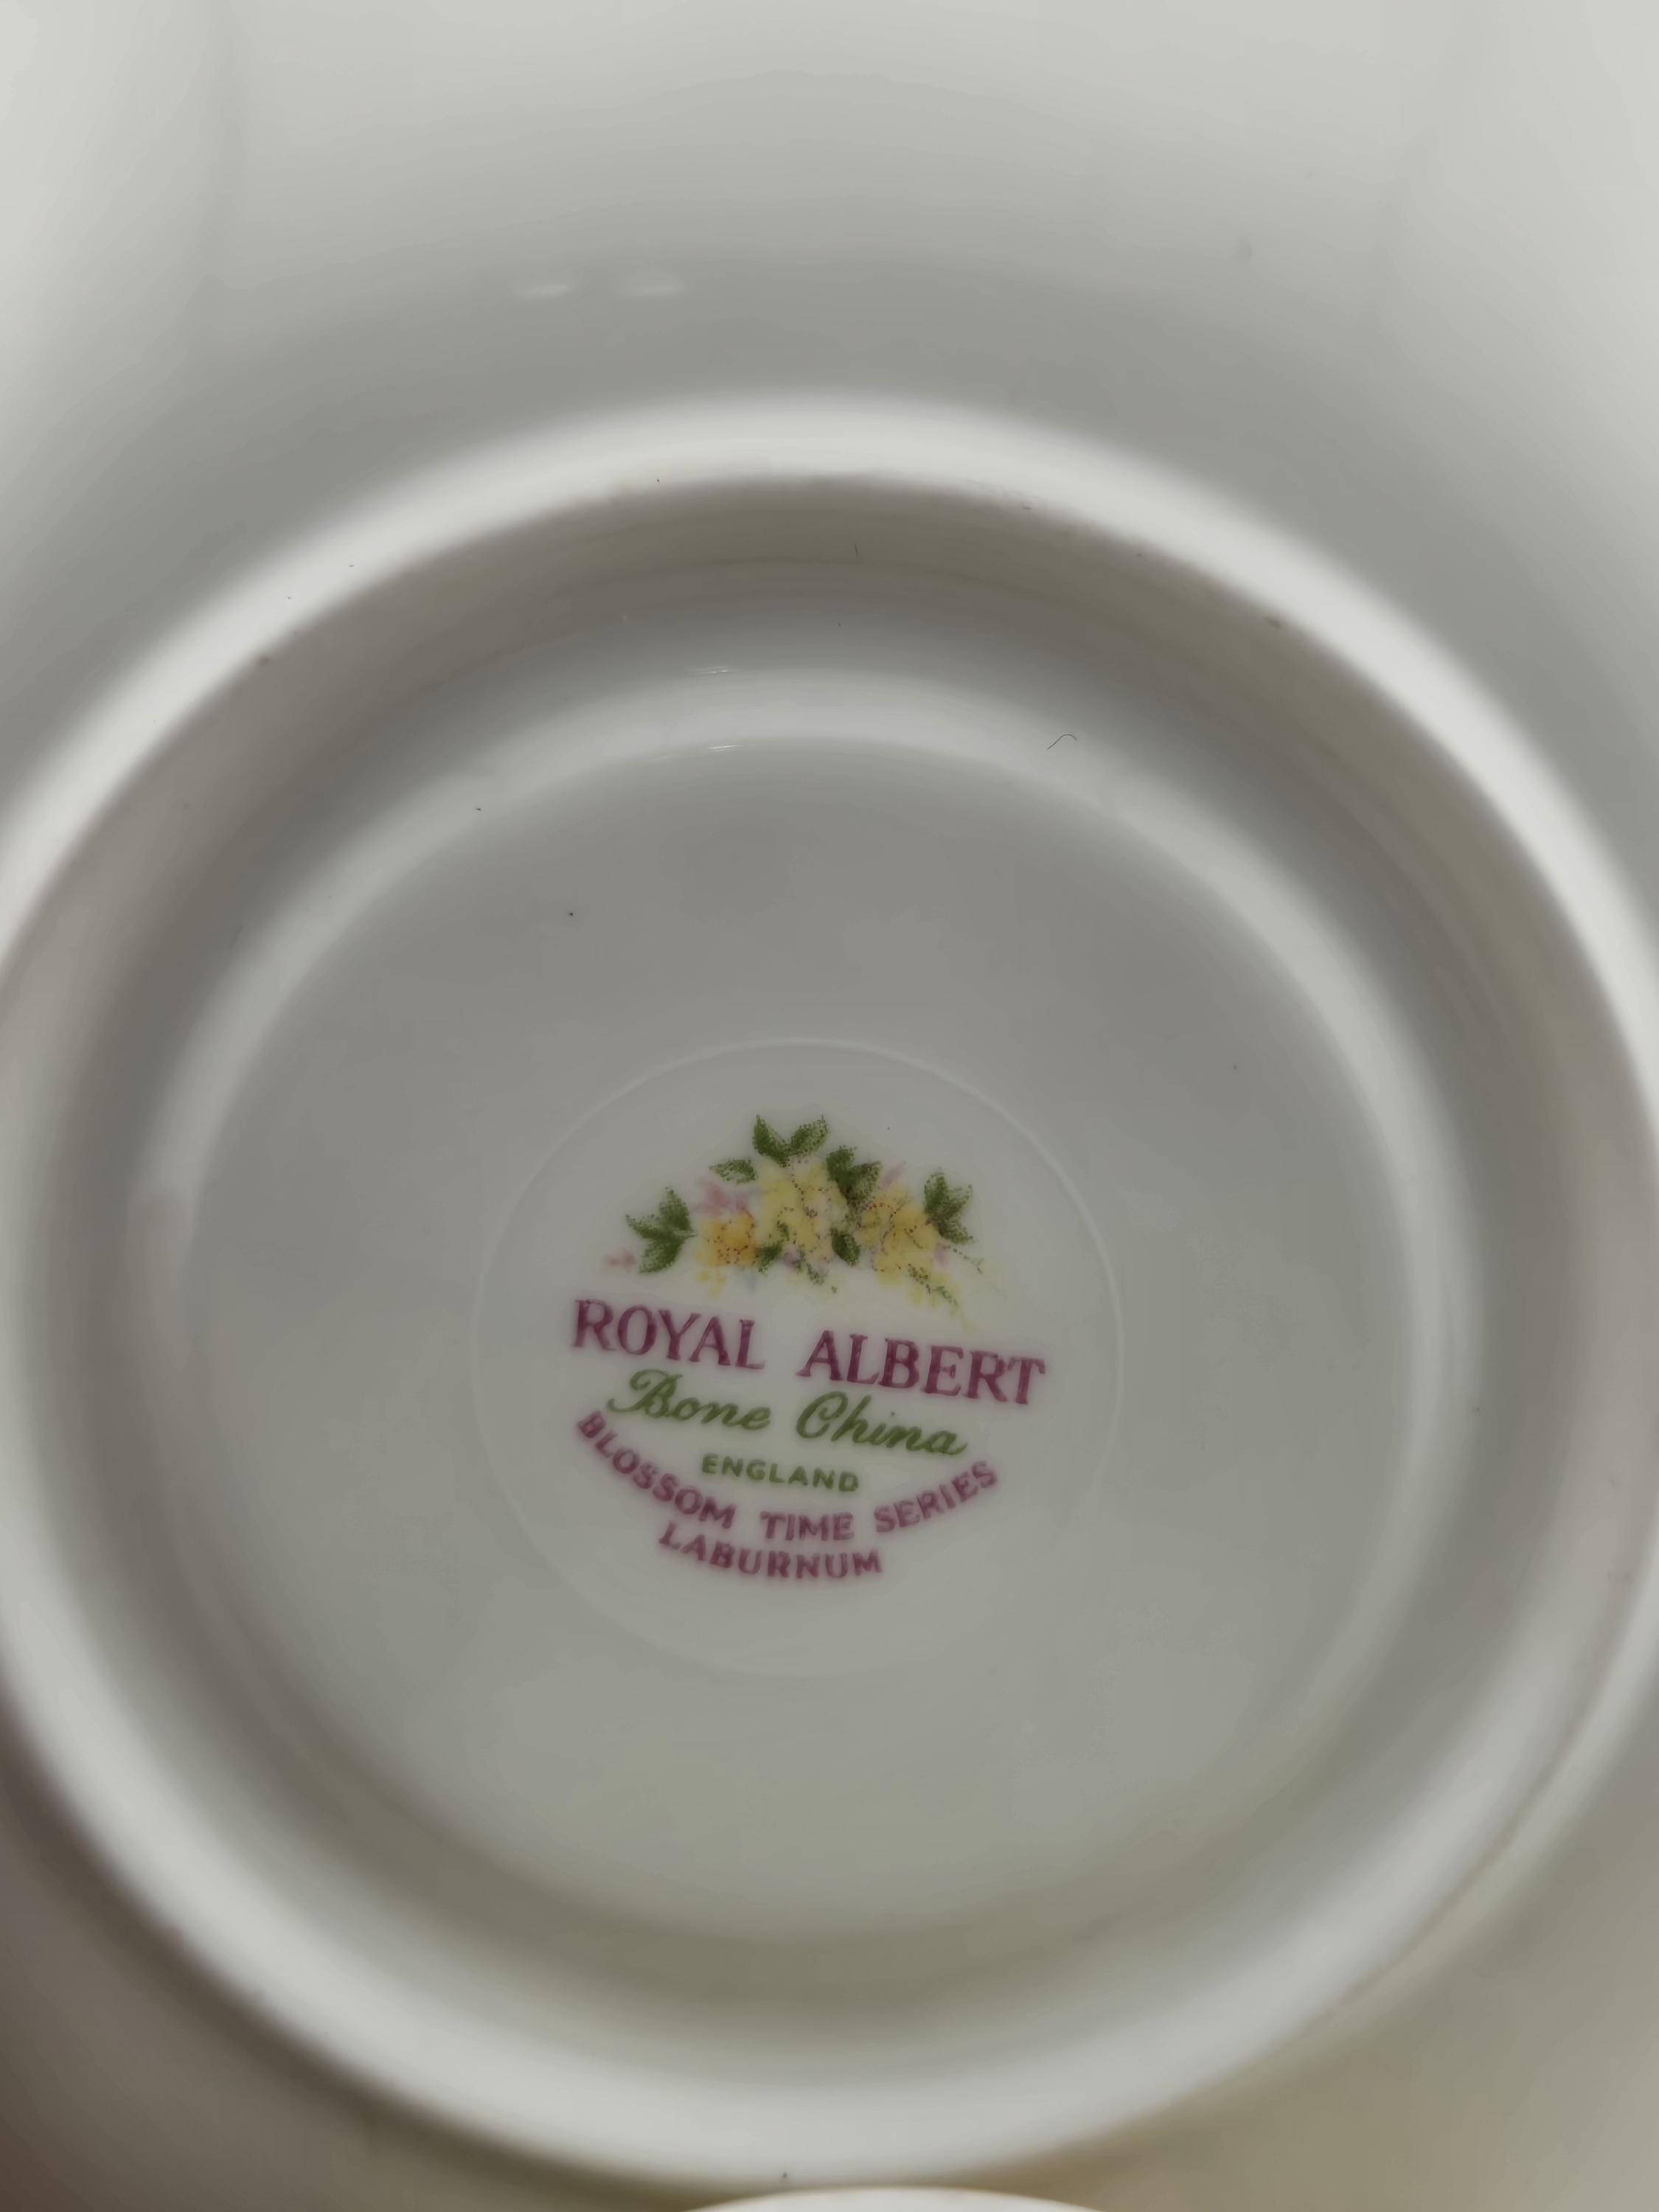 ROYAL ALBERT
Bone China
ENGLAND
BLOSSOM TIME SERIES
LABURNUM